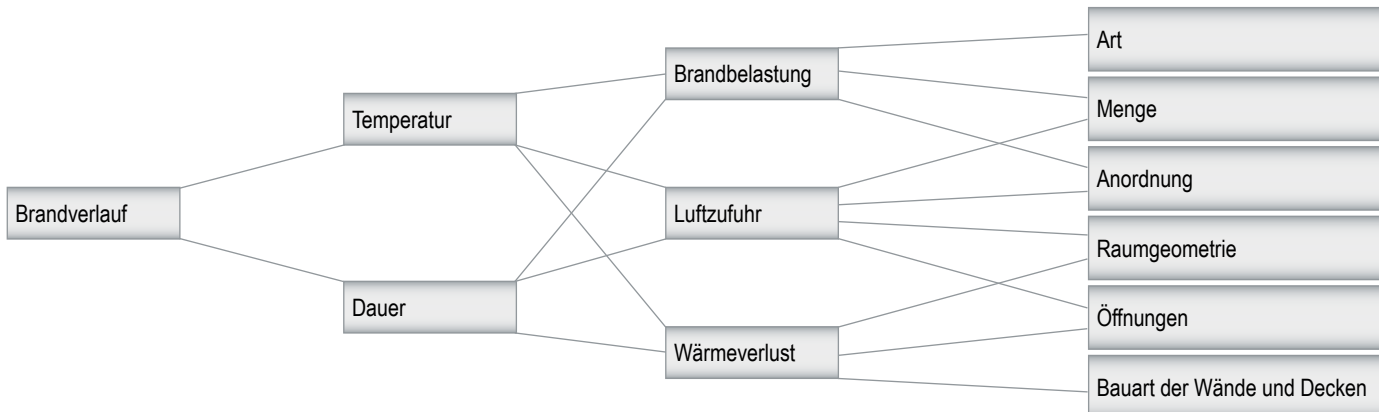 Brandverlauf
Temperatur
Dauer
Brandbelastung
Luftzufuhr
Wärmeverlust
Art
Menge
Anordnung
Raumgeometrie
Öffnungen
Bauart der Wände und Decken